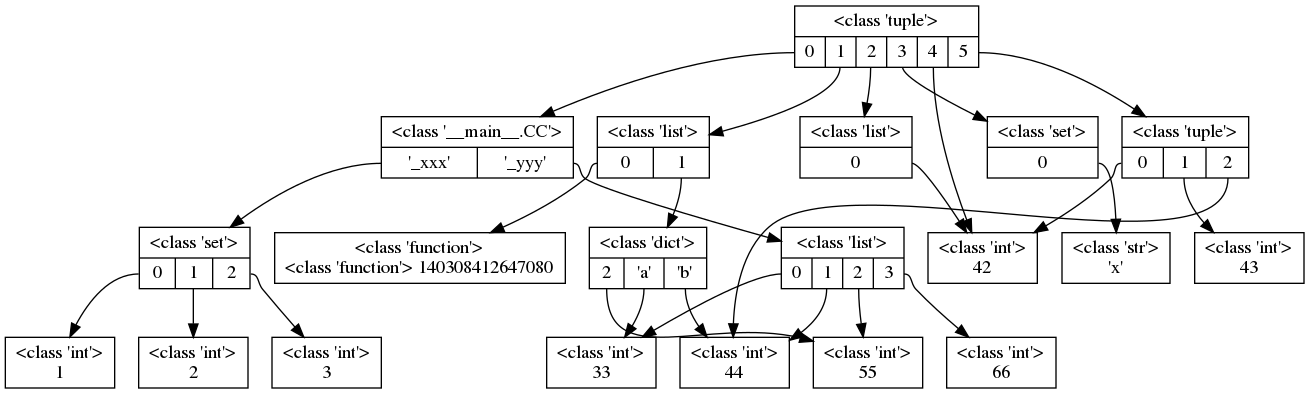 <class 'tuple'>
0 1 2 3 4 5
<class '__main__.CC'>
'_xxx' '_yyy'
<class 'list'>
0 1
<class 'list'>
0
<class 'set'>
0
<class 'tuple'>
0 1 2
<class 'set'>
0 1 2
<class 'function'>
<class 'function'> 140308412647080
<class 'dict'>
2 'a' 'b'
<class 'list'>
0 1 2 3
<class 'int'>
42
<class 'str'>
'x'
<class 'int'>
43
<class 'int'>
1
<class 'int'>
2
<class 'int'>
3
<class 'int'>
33
<class 'int'>
44
<class 'int'>
55
<class 'int'>
66